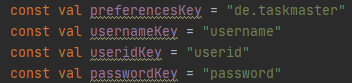 const val preferencesKey = "de.taskmaster"
const val usernameKey = "username"
const val useridKey = "userid"
const val passwordKey = "password"